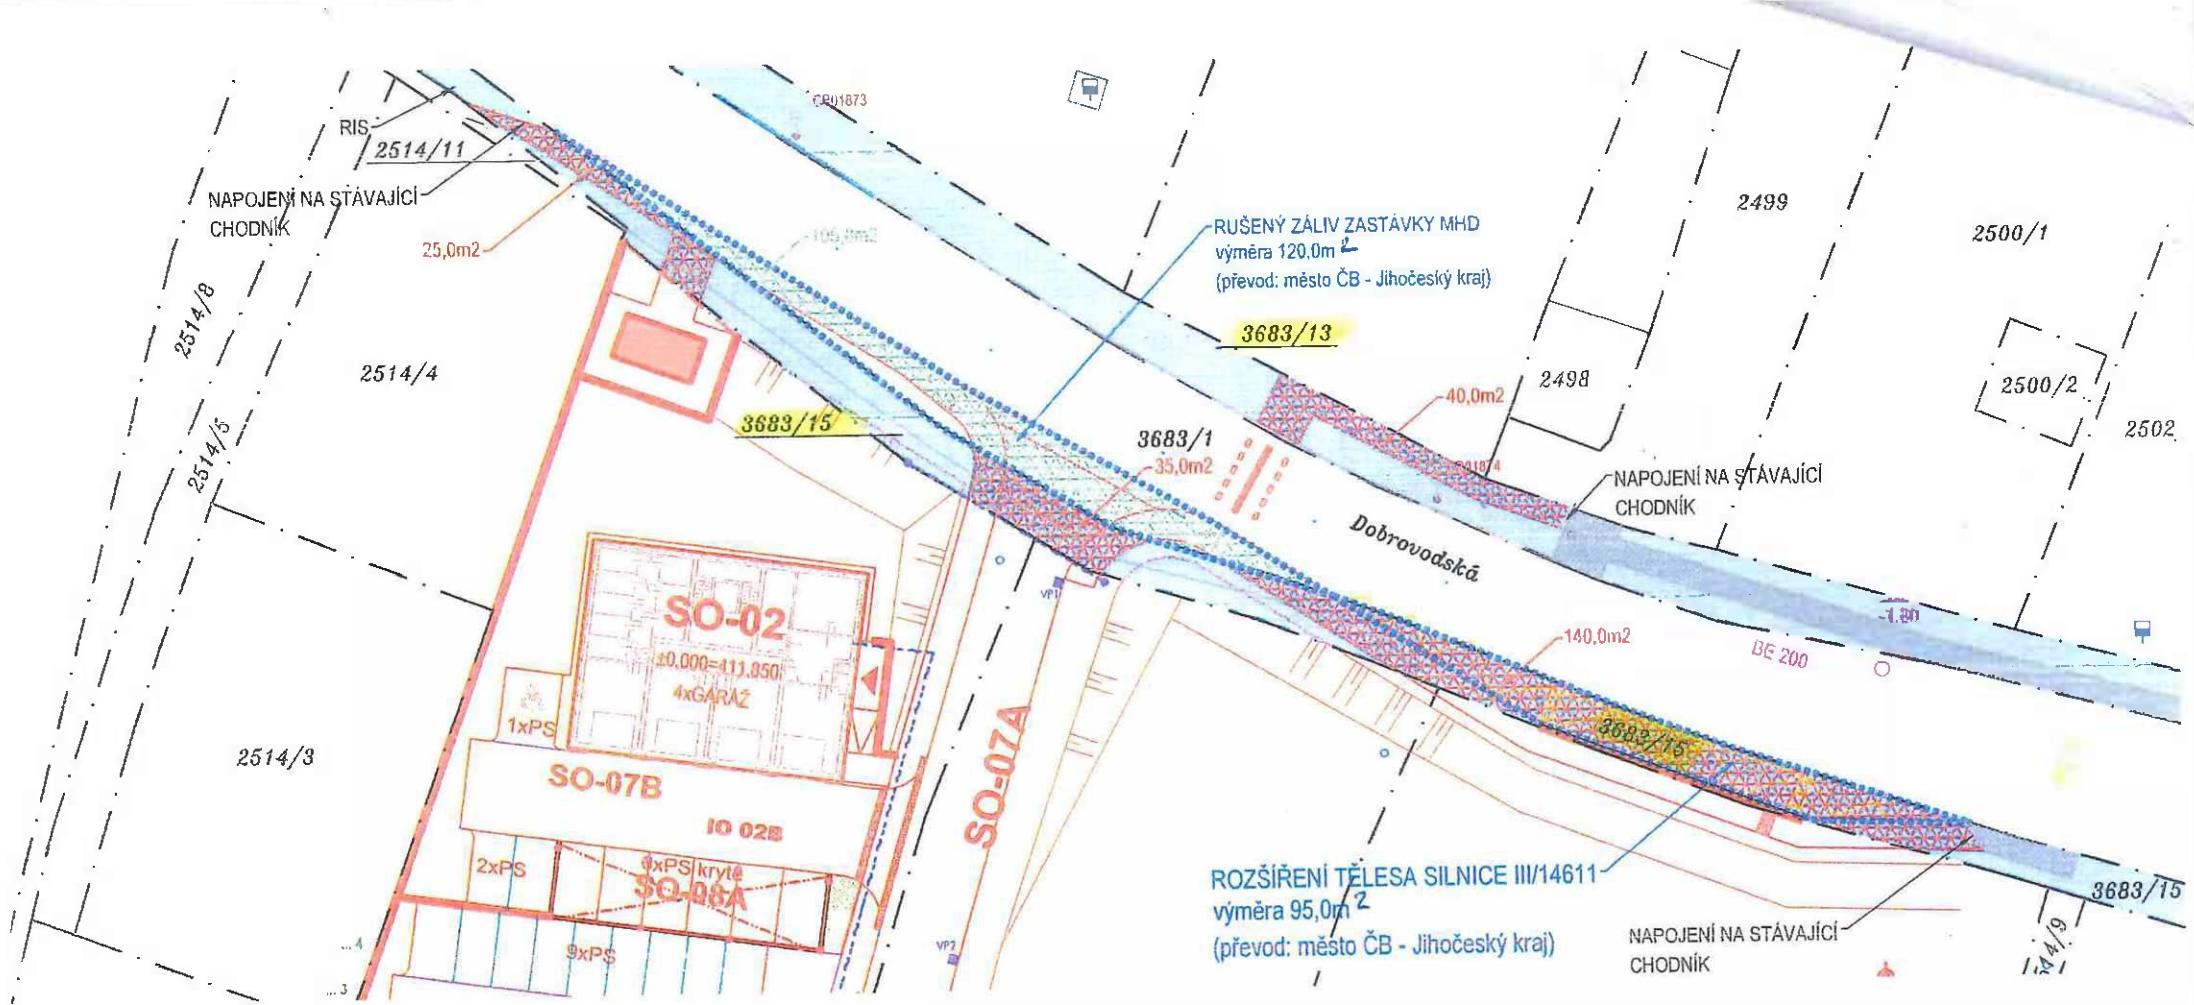 CB01873
RIS
2514/11
NAPOJENÍ NA STÁVAJÍCÍ
CHODNÍK
25,0m2
105,0m2
RUŠENÝ ZÁLIV ZASTÁVKY MHD
výměra 120,0m2
(převod: město ČB - Jihočeský kraj)
2499
2500/1
2514/8
3683/13
2514/4
2498
2500/2
40,0m2
2502
3683/15
3683/1
35,0m2
2514/5
NAPOJENÍ NA STÁVAJÍCÍ
CHODNÍK
Dobrovodská
VP1
SO-02
±0,000=411,850
4xGARÁŽ
140,0m2
BE 200
1xPS
3683/15
2514/3
SO-07B
SO-07A
IO 02B
2xPS
SO-08A
ROZŠÍŘENÍ TĚLESA SILNICE III/14611
výměra 95,0m2
(převod: město ČB - Jihočeský kraj)
3683/15
NAPOJENÍ NA STÁVAJÍCÍ
CHODNÍK
VP2
9xPS
...4
...3